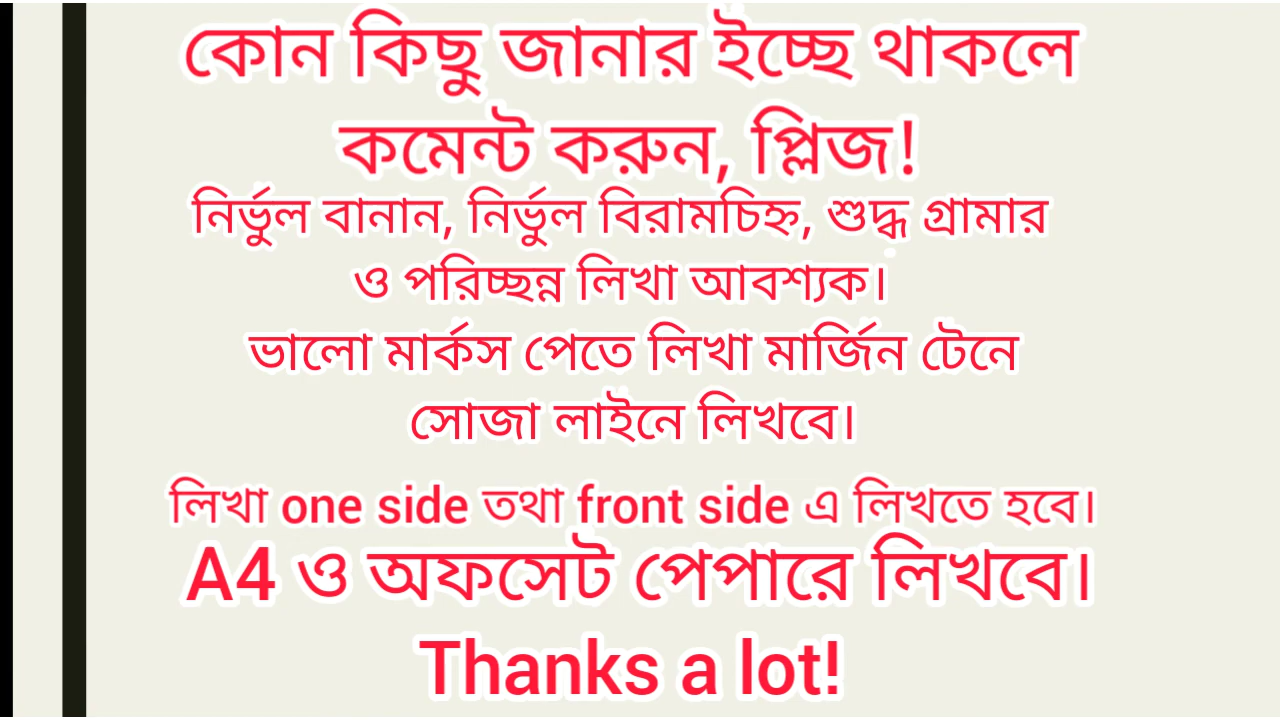 কোন কিছু জানার ইচ্ছে থাকলে
কমেন্ট করুন, প্লিজ!
নির্ভুল বানান, নির্ভুল বিরামচিহ্ন, শুদ্ধ গ্রামার
ও পরিচ্ছন্ন লিখা আবশ্যক।
ভালো মার্কস পেতে লিখা মার্জিন টেনে
সোজা লাইনে লিখবে।
লিখা one side তথা front side এ লিখতে হবে।
A4 ও অফসেট পেপারে লিখবে।
Thanks a lot!